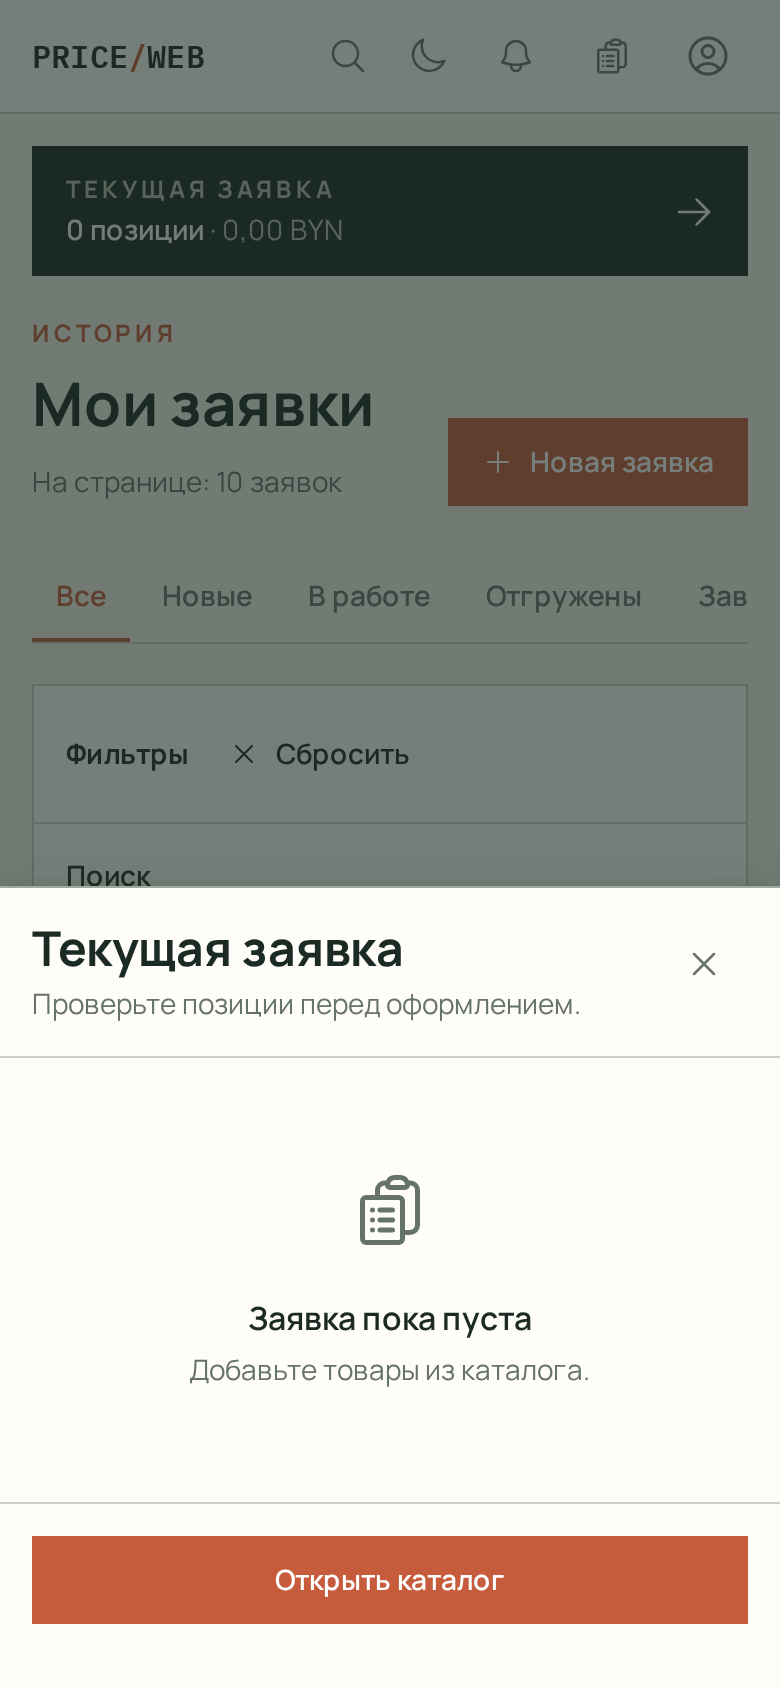 PRICE/WEB
ТЕКУЩАЯ ЗАЯВКА
0 позиции · 0,00 BYN
ИСТОРИЯ
Мои заявки
На странице: 10 заявок
Новая заявка
Все Новые В работе Отгружены Зав
Фильтры Сбросить
Поиск
Текущая заявка
Проверьте позиции перед оформлением.
Заявка пока пуста
Добавьте товары из каталога.
Открыть каталог